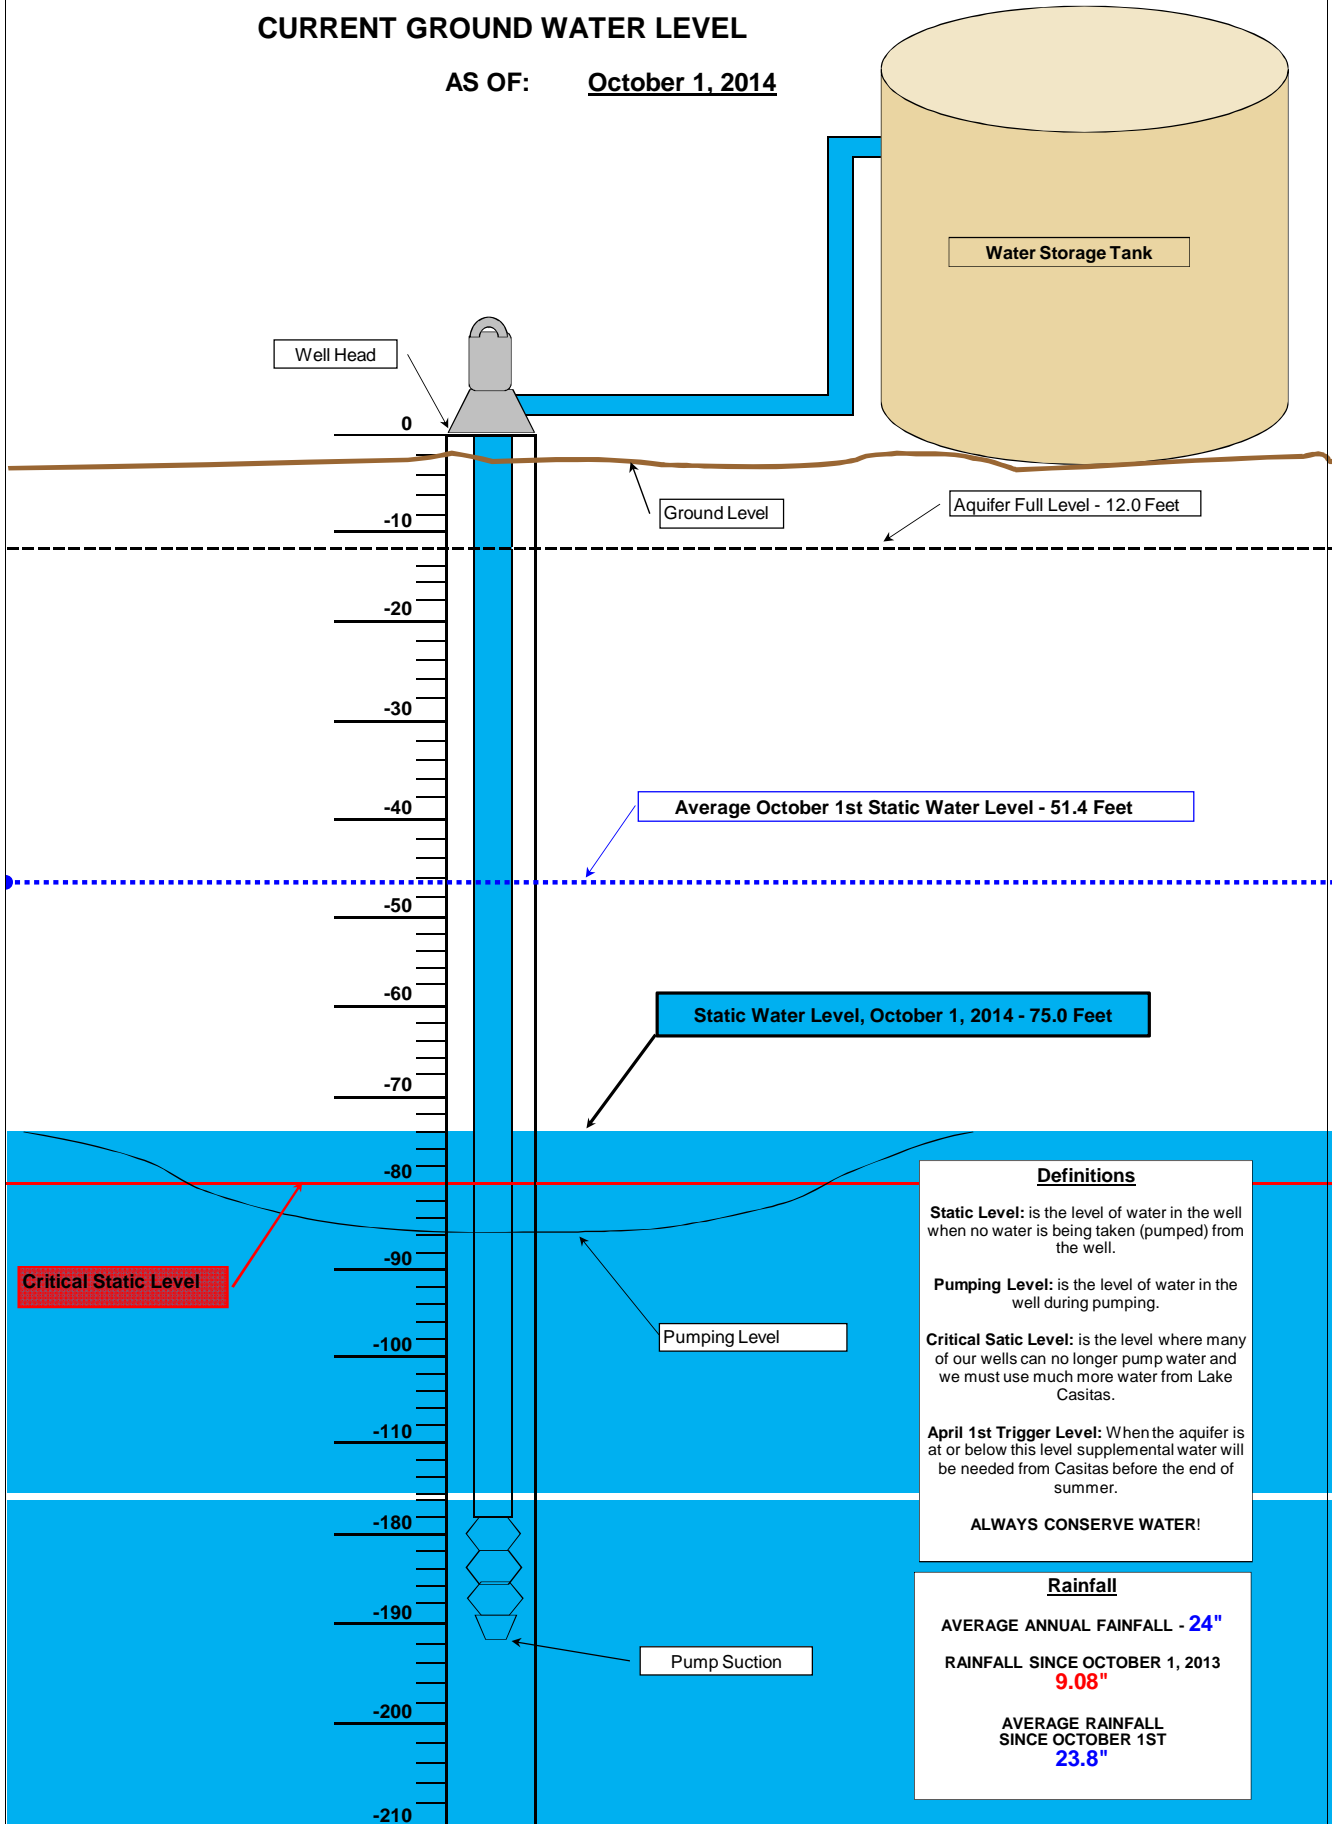 CURRENT GROUND WATER LEVEL
AS OF: October 1, 2014
Water Storage Tank
Well Head
0
Ground Level
Aquifer Full Level - 12.0 Feet
-10
-20
-30
-40
Average October 1st Static Water Level - 51.4 Feet
-50
-60
Static Water Level, October 1, 2014 - 75.0 Feet
-70
-80
Critical Static Level
-90
Pumping Level
-100
-110
-180
-190
Pump Suction
-200
-210
Definitions
Static Level: is the level of water in the well
when no water is being taken (pumped) from
the well.
Pumping Level: is the level of water in the
well during pumping.
Critical Satic Level: is the level where many
of our wells can no longer pump water and
we must use much more water from Lake
Casitas.
April 1st Trigger Level: When the aquifer is
at or below this level supplemental water will
be needed from Casitas before the end of
summer.
ALWAYS CONSERVE WATER!
Rainfall
AVERAGE ANNUAL FAINFALL - 24"
RAINFALL SINCE OCTOBER 1, 2013
9.08"
AVERAGE RAINFALL
SINCE OCTOBER 1ST
23.8"